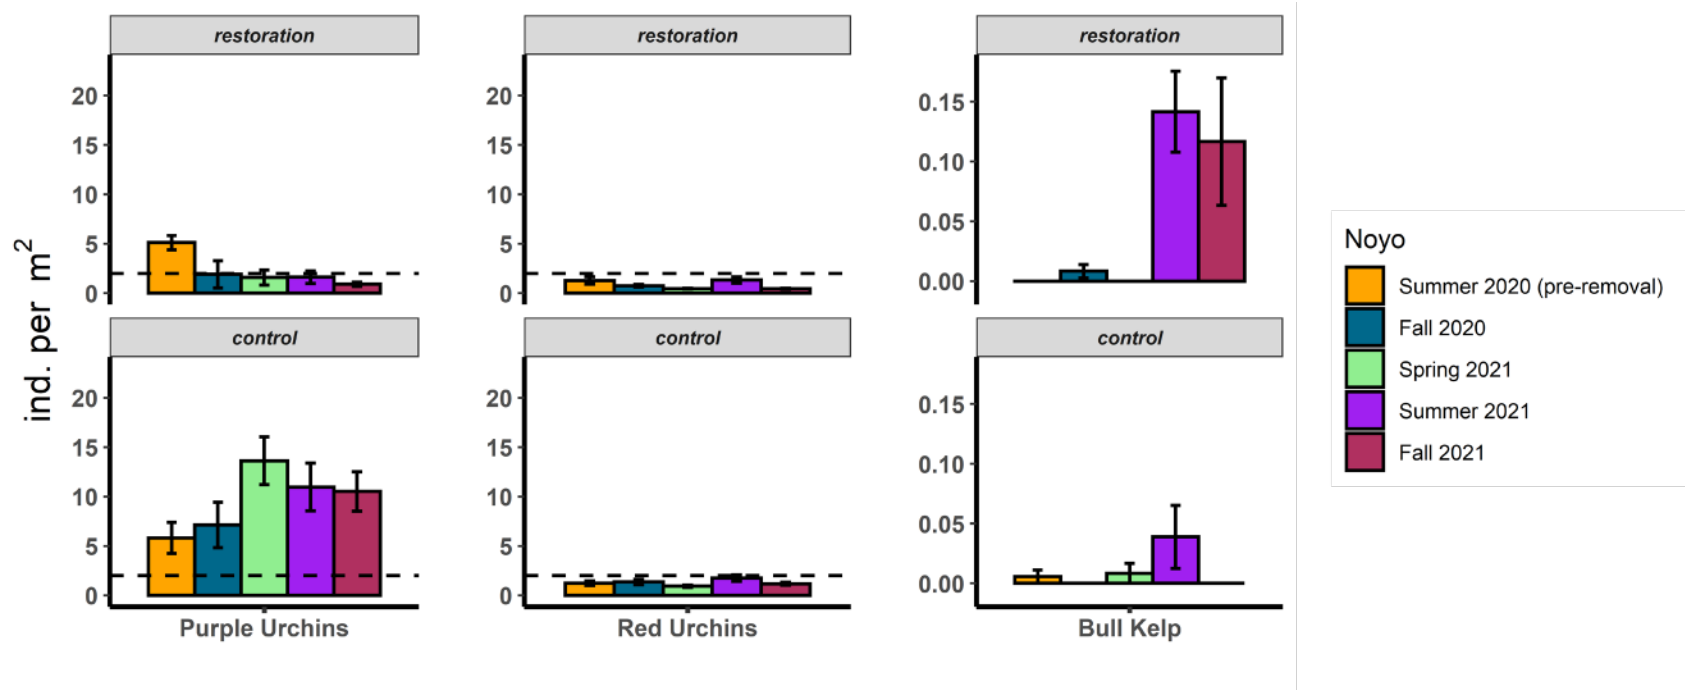 restoration
restoration
restoration
20
15
10
5
0
20
15
10
5
0
0.15
0.10
0.05
0.00
ind. per m²
control
control
control
20
15
10
5
0
20
15
10
5
0
0.15
0.10
0.05
0.00
Purple Urchins
Red Urchins
Bull Kelp
Noyo
Summer 2020 (pre-removal)
Fall 2020
Spring 2021
Summer 2021
Fall 2021